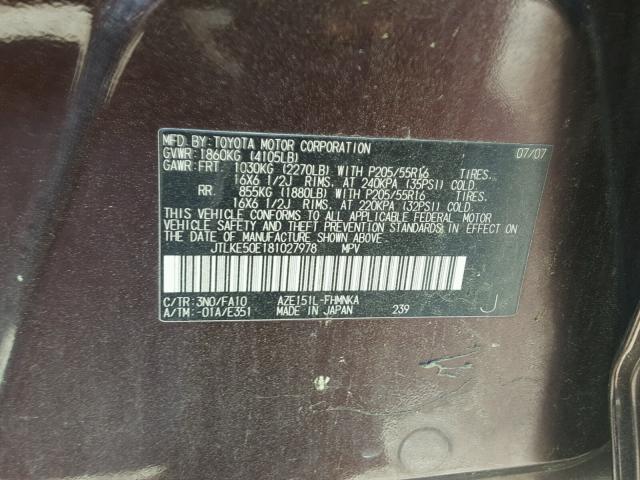 MFD. BY: TOYOTA MOTOR CORPORATION 07/07
GVWR: 1860KG (4105LB)
GAWR: FRT. 1030KG (2270LB) WITH P205/55R16 TIRES.
16X6 1/2J RIMS. AT 240KPA (35PSI) COLD
RR. 855KG (1880LB) WITH P205/55R16 TIRES.
16X6 1/2J RIMS. AT 220KPA (32PSI) COLD.
THIS VEHICLE CONFORMS TO ALL APPLICABLE FEDERAL MOTOR
VEHICLE SAFETY AND THEFT PREVENTION STANDARDS IN EFFECT ON
THE DATE OF MANUFACTURE SHOWN ABOVE.
JTLKE50E181027978 MPV
C/TR: 3N0/FA10 AZE151L-FHMNKA
A/TM: -01A/E351 MADE IN JAPAN 239 J